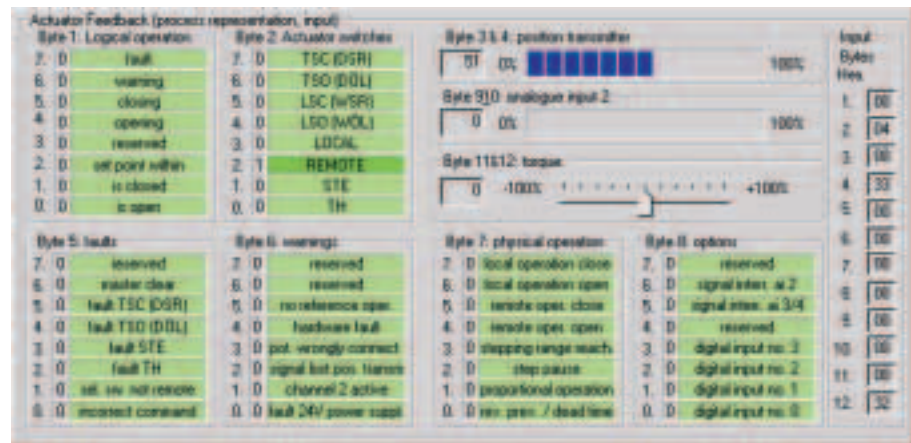 Actuator Feedback (process representation, input)
Byte 1: Logical operation
7. 0 fault
6. 0 warning
5. 0 closing
4. 0 opening
3. 0 reserved
2. 0 set point within
1. 0 is closed
0. 0 is open
Byte 2: Actuator switches
7. 0 TSC (DSR)
6. 0 TSO (DÖL)
5. 0 LSC (WSR)
4. 0 LSO (WÖL)
3. 0 LOCAL
2. 1 REMOTE
1. 0 STE
0. 0 TH
Byte 3 & 4: position transmitter
51 0% 100%
Byte 9\10: analogue input 2
0 0% 100%
Byte 11&12: torque
0 -100% +100%
Input
Bytes
Hex.
1. 00
2. 04
3. 00
4. 33
5. 00
6. 00
7. 00
8. 00
9. 00
10. 00
11. 00
12. 32
Byte 5: faults
7. 0 reserved
6. 0 master clear
5. 0 fault TSC (DSR)
4. 0 fault TSO (DÖL)
3. 0 fault STE
2. 0 fault TH
1. 0 sel. sw. not remote
0. 0 incorrect command
Byte 6: warnings
7. 0 reserved
6. 0 reserved
5. 0 no reference oper.
4. 0 hardware fault
3. 0 pot. wrongly connect
2. 0 signal lost pos. transm
1. 0 channel 2 active
0. 0 fault 24V power suppl
Byte 7: physical operation
7. 0 local operation close
6. 0 local operation open
5. 0 remote oper. close
4. 0 remote oper. open
3. 0 stepping range reach.
2. 0 step pause
1. 0 proportional operation
0. 0 rev. prev. / dead time
Byte 8: options
7. 0 reserved
6. 0 signal interr. ai 2
5. 0 signal interr. ai 3/4
4. 0 reserved
3. 0 digital input no. 3
2. 0 digital input no. 2
1. 0 digital input no. 1
0. 0 digital input no. 0